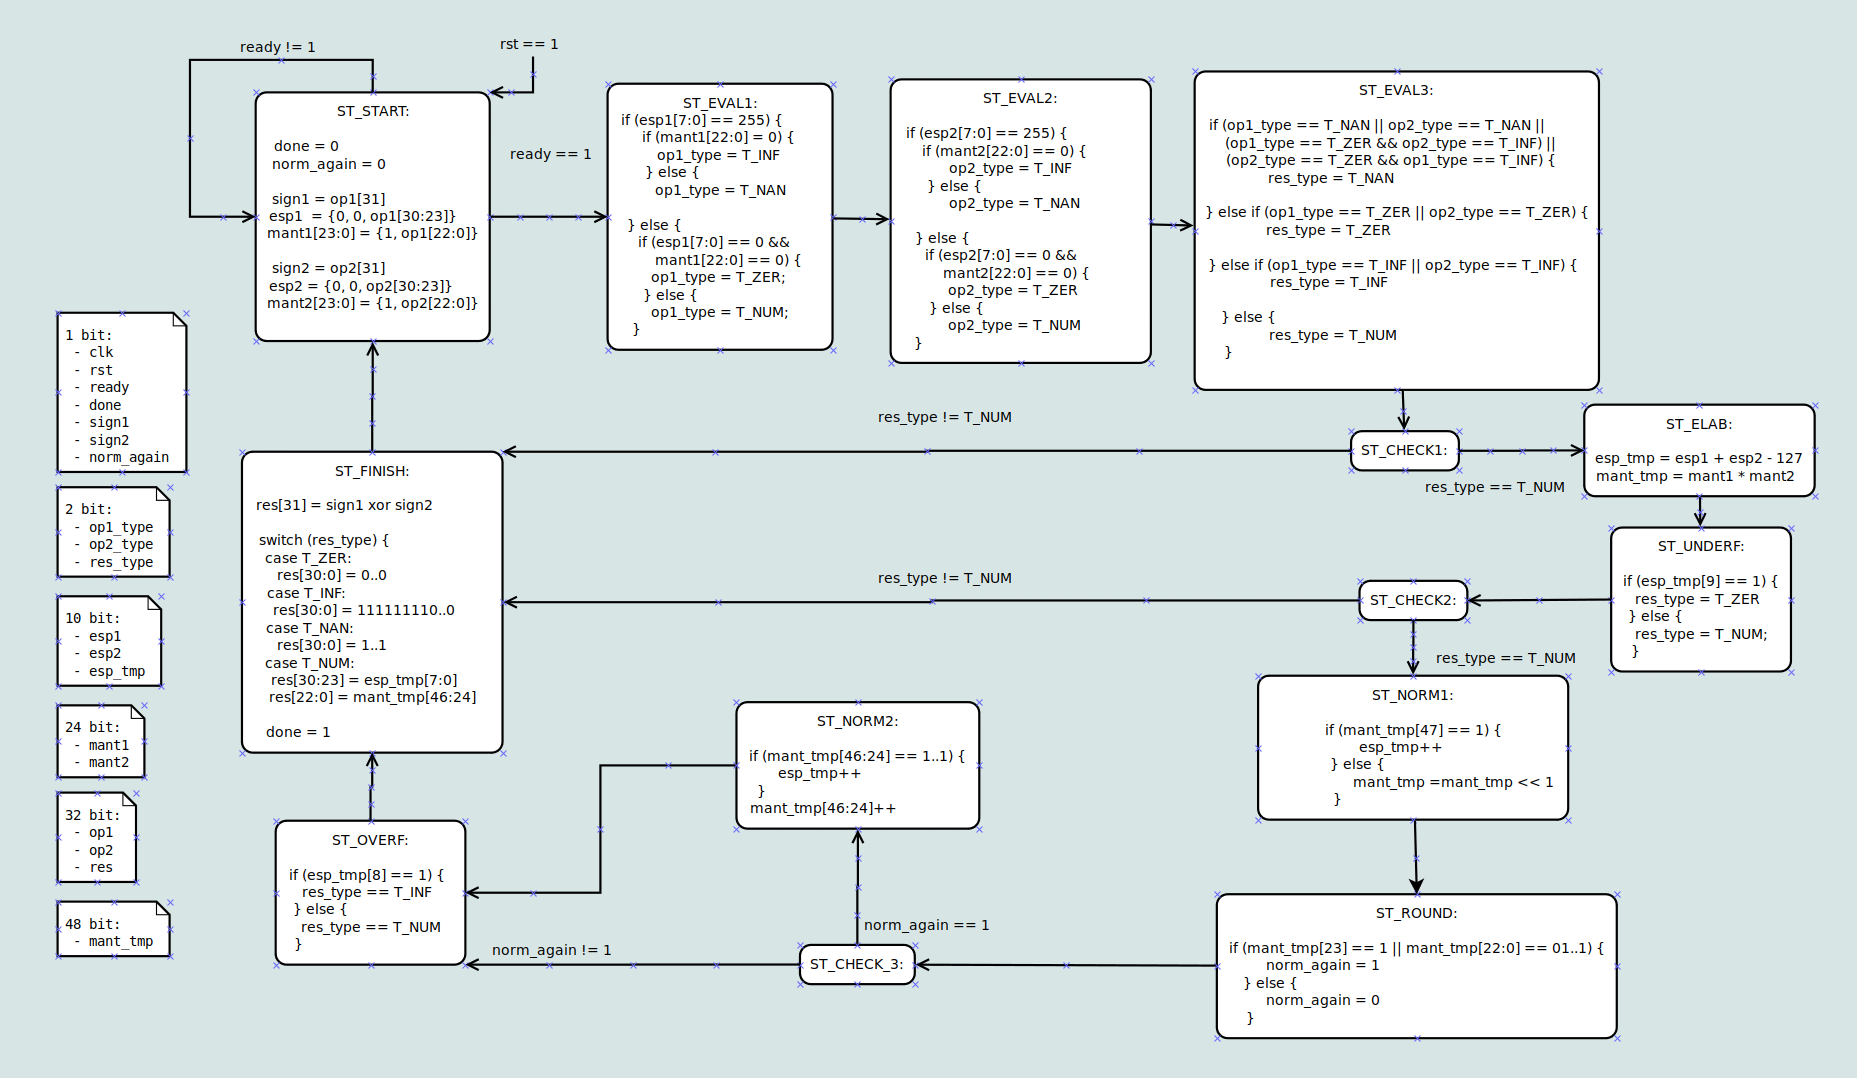 ready != 1
rst == 1
ST_START:
done = 0
norm_again = 0
sign1 = op1[31]
esp1  = {0, 0, op1[30:23]}
mant1[23:0] = {1, op1[22:0]}
sign2 = op2[31]
esp2 = {0, 0, op2[30:23]}
mant2[23:0] = {1, op2[22:0]}
ready == 1
ST_EVAL1:
if (esp1[7:0] == 255) {
if (mant1[22:0] = 0) {
op1_type = T_INF
} else {
op1_type = T_NAN
} else {
if (esp1[7:0] == 0 &&
mant1[22:0] == 0) {
op1_type = T_ZER;
} else {
op1_type = T_NUM;
}
ST_EVAL2:
if (esp2[7:0] == 255) {
if (mant2[22:0] == 0) {
op2_type = T_INF
} else {
op2_type = T_NAN
} else {
if (esp2[7:0] == 0 &&
mant2[22:0] == 0) {
op2_type = T_ZER
} else {
op2_type = T_NUM
}
ST_EVAL3:
if (op1_type == T_NAN || op2_type == T_NAN ||
(op1_type == T_ZER && op2_type == T_INF) ||
(op2_type == T_ZER && op1_type == T_INF) {
res_type = T_NAN
} else if (op1_type == T_ZER || op2_type == T_ZER) {
res_type = T_ZER
} else if (op1_type == T_INF || op2_type == T_INF) {
res_type = T_INF
} else {
res_type = T_NUM
}
1 bit:
- clk
- rst
- ready
- done
- sign1
- sign2
- norm_again
2 bit:
- op1_type
- op2_type
- res_type
10 bit:
- esp1
- esp2
- esp_tmp
24 bit:
- mant1
- mant2
32 bit:
- op1
- op2
- res
48 bit:
- mant_tmp
res_type != T_NUM
ST_CHECK1:
res_type == T_NUM
ST_ELAB:
esp_tmp = esp1 + esp2 - 127
mant_tmp = mant1 * mant2
ST_FINISH:
res[31] = sign1 xor sign2
switch (res_type) {
case T_ZER:
res[30:0] = 0..0
case T_INF:
res[30:0] = 111111110..0
case T_NAN:
res[30:0] = 1..1
case T_NUM:
res[30:23] = esp_tmp[7:0]
res[22:0] = mant_tmp[46:24]
done = 1
res_type != T_NUM
ST_CHECK2:
res_type == T_NUM
ST_UNDERF:
if (esp_tmp[9] == 1) {
res_type = T_ZER
} else {
res_type = T_NUM;
}
ST_NORM1:
if (mant_tmp[47] == 1) {
esp_tmp++
} else {
mant_tmp =mant_tmp << 1
}
ST_NORM2:
if (mant_tmp[46:24] == 1..1) {
esp_tmp++
}
mant_tmp[46:24]++
ST_OVERF:
if (esp_tmp[8] == 1) {
res_type == T_INF
} else {
res_type == T_NUM
}
norm_again != 1
norm_again == 1
ST_CHECK_3:
ST_ROUND:
if (mant_tmp[23] == 1 || mant_tmp[22:0] == 01..1) {
norm_again = 1
} else {
norm_again = 0
}